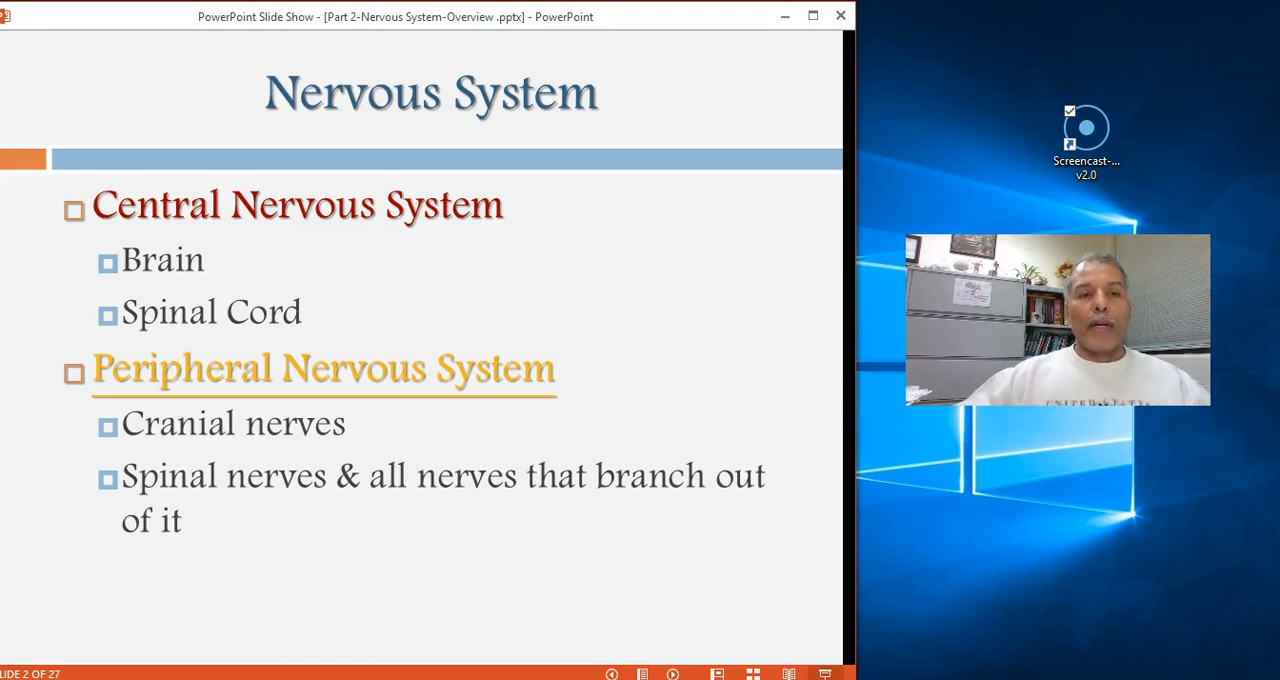 PowerPoint Slide Show - [Part 2-Nervous System-Overview .pptx] - PowerPoint
Nervous System
Central Nervous System
Brain
Spinal Cord
Peripheral Nervous System
Cranial nerves
Spinal nerves & all nerves that branch out
of it
LIDE 2 OF 27
Screencast-...
v2.0
UNITED STATES